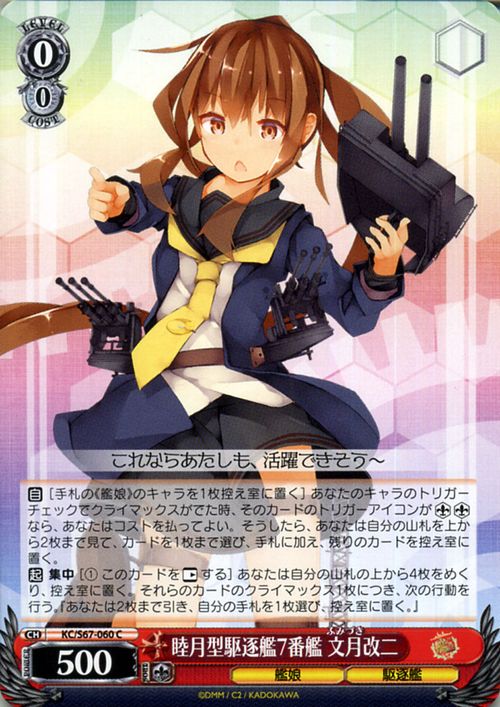 LEVEL
0
0
COST
これならあたしも、活躍できそう〜
自 [手札の《艦娘》のキャラを1枚控え室に置く] あなたのキャラのトリガー
チェックでクライマックスがでた時、そのカードのトリガーアイコンが
なら、あなたはコストを払ってよい。そうしたら、あなたは自分の山札を上か
ら2枚まで見て、カードを1枚まで選び、手札に加え、残りのカードを控え室
に置く。
起 集中 [① このカードを する] あなたは自分の山札の上から4枚をめく
り、控え室に置く。それらのカードのクライマックス1枚につき、次の行動を
行う。『あなたは2枚まで引き、自分の手札を1枚選び、控え室に置く。』
CH KC/S67-060 C
ふみづき
睦月型駆逐艦7番艦 文月改二
POWER
500
SOUL
艦娘 駆逐艦
©DMM / C2 / KADOKAWA